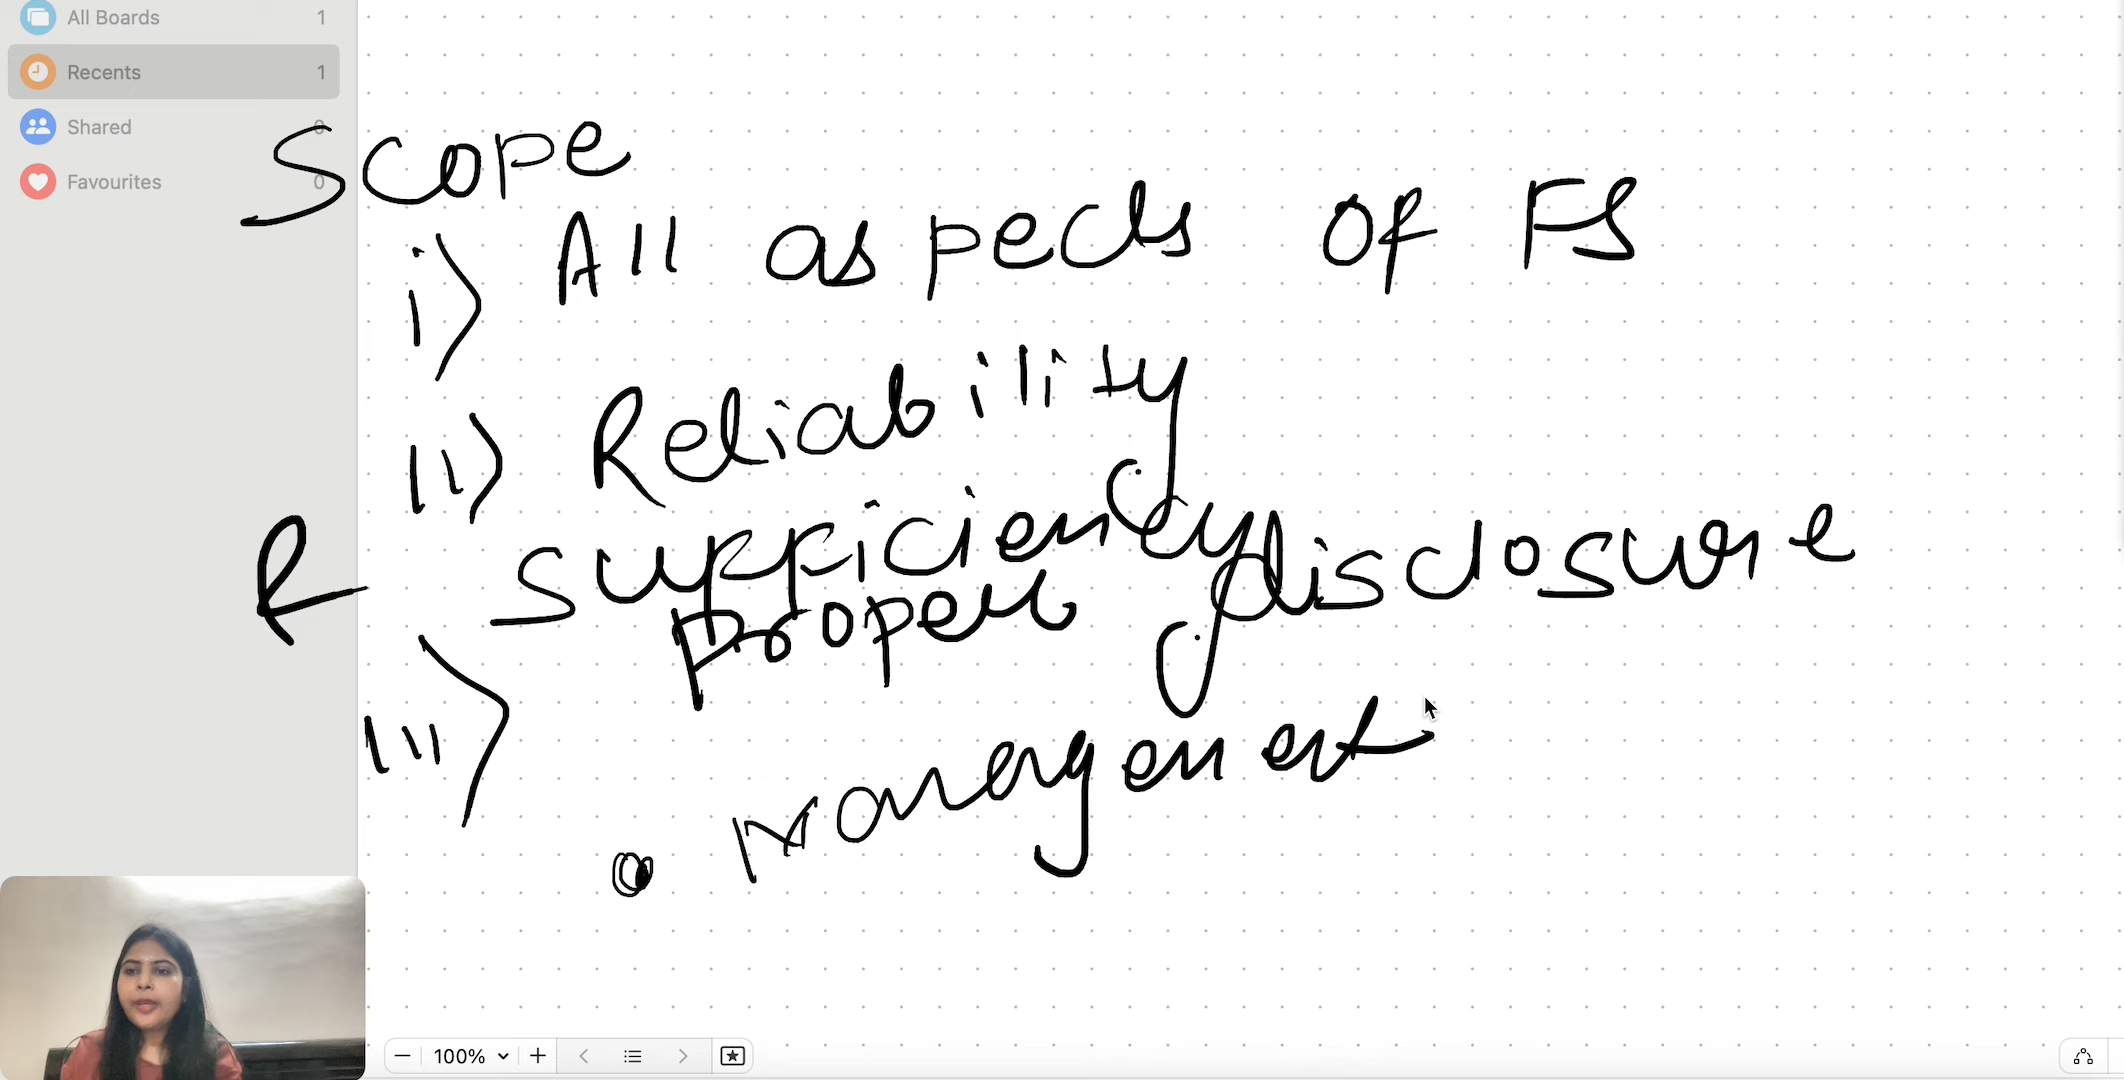 All Boards 1
Recents 1
Shared 0
Favourites 0
Scope
i) All aspects of FS
ii) Reliability
R sufficiency disclosure
proper
iii)
Management
100%